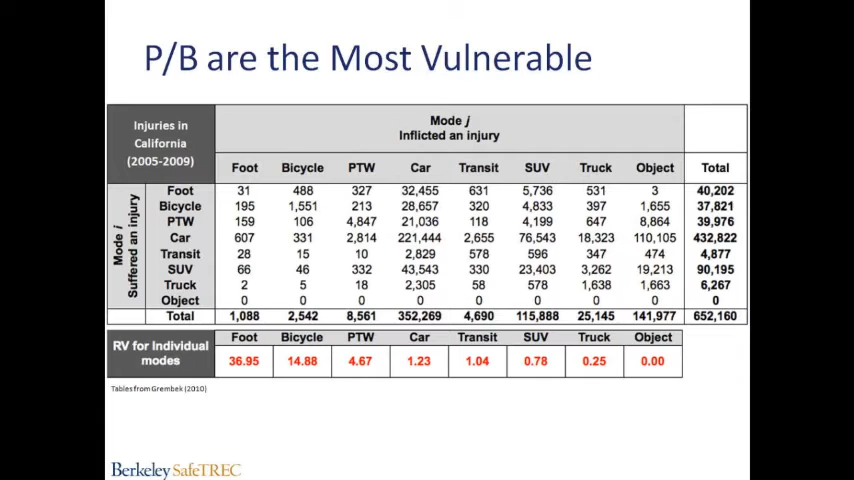 P/B are the Most Vulnerable
Injuries in California (2005-2009)
Mode j
Inflicted an injury
Foot Bicycle PTW Car Transit SUV Truck Object Total
Mode i
Suffered an injury
Foot 31 488 327 32,455 631 5,736 531 3 40,202
Bicycle 195 1,551 213 28,657 320 4,833 397 1,655 37,821
PTW 159 106 4,847 21,036 118 4,199 647 8,864 39,976
Car 607 331 2,814 221,444 2,655 76,543 18,323 110,105 432,822
Transit 28 15 10 2,829 578 596 347 474 4,877
SUV 66 46 332 43,543 330 23,403 3,262 19,213 90,195
Truck 2 5 18 2,305 58 578 1,638 1,663 6,267
Object 0 0 0 0 0 0 0 0 0
Total 1,088 2,542 8,561 352,269 4,690 115,888 25,145 141,977 652,160
RV for Individual modes
Foot Bicycle PTW Car Transit SUV Truck Object
36.95 14.88 4.67 1.23 1.04 0.78 0.25 0.00
Tables from Grembek (2010)
Berkeley SafeTREC